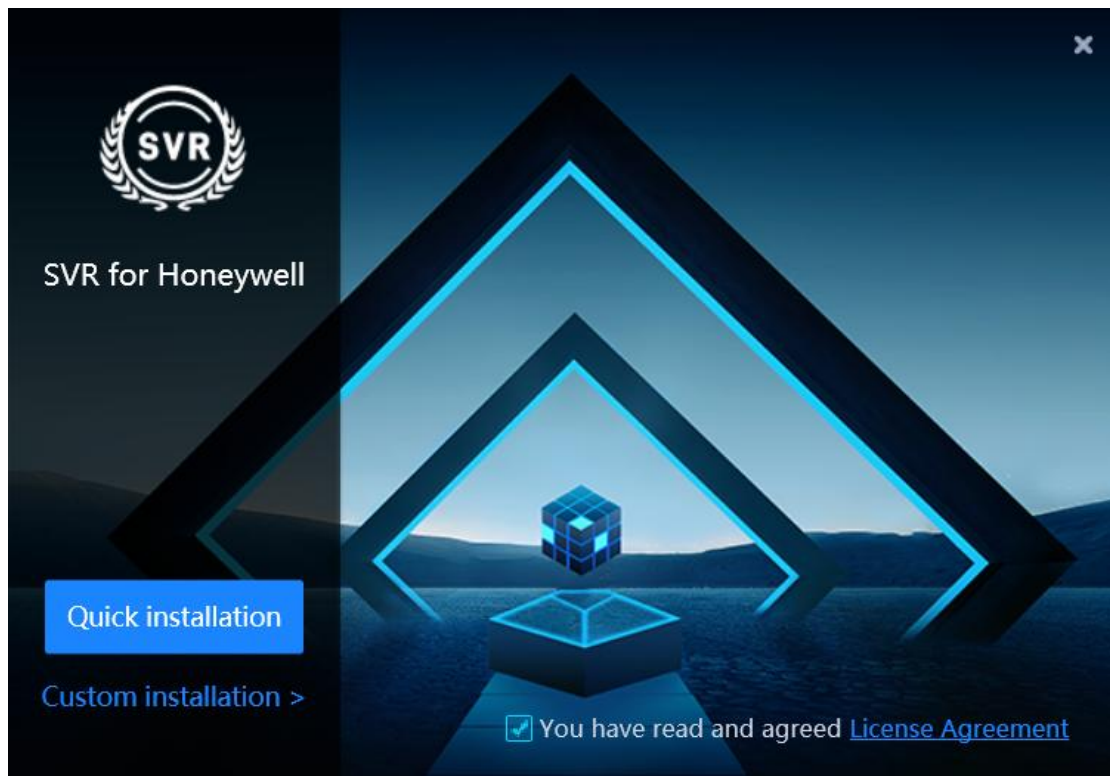 SVR
SVR for Honeywell
Quick installation
Custom installation >
You have read and agreed License Agreement